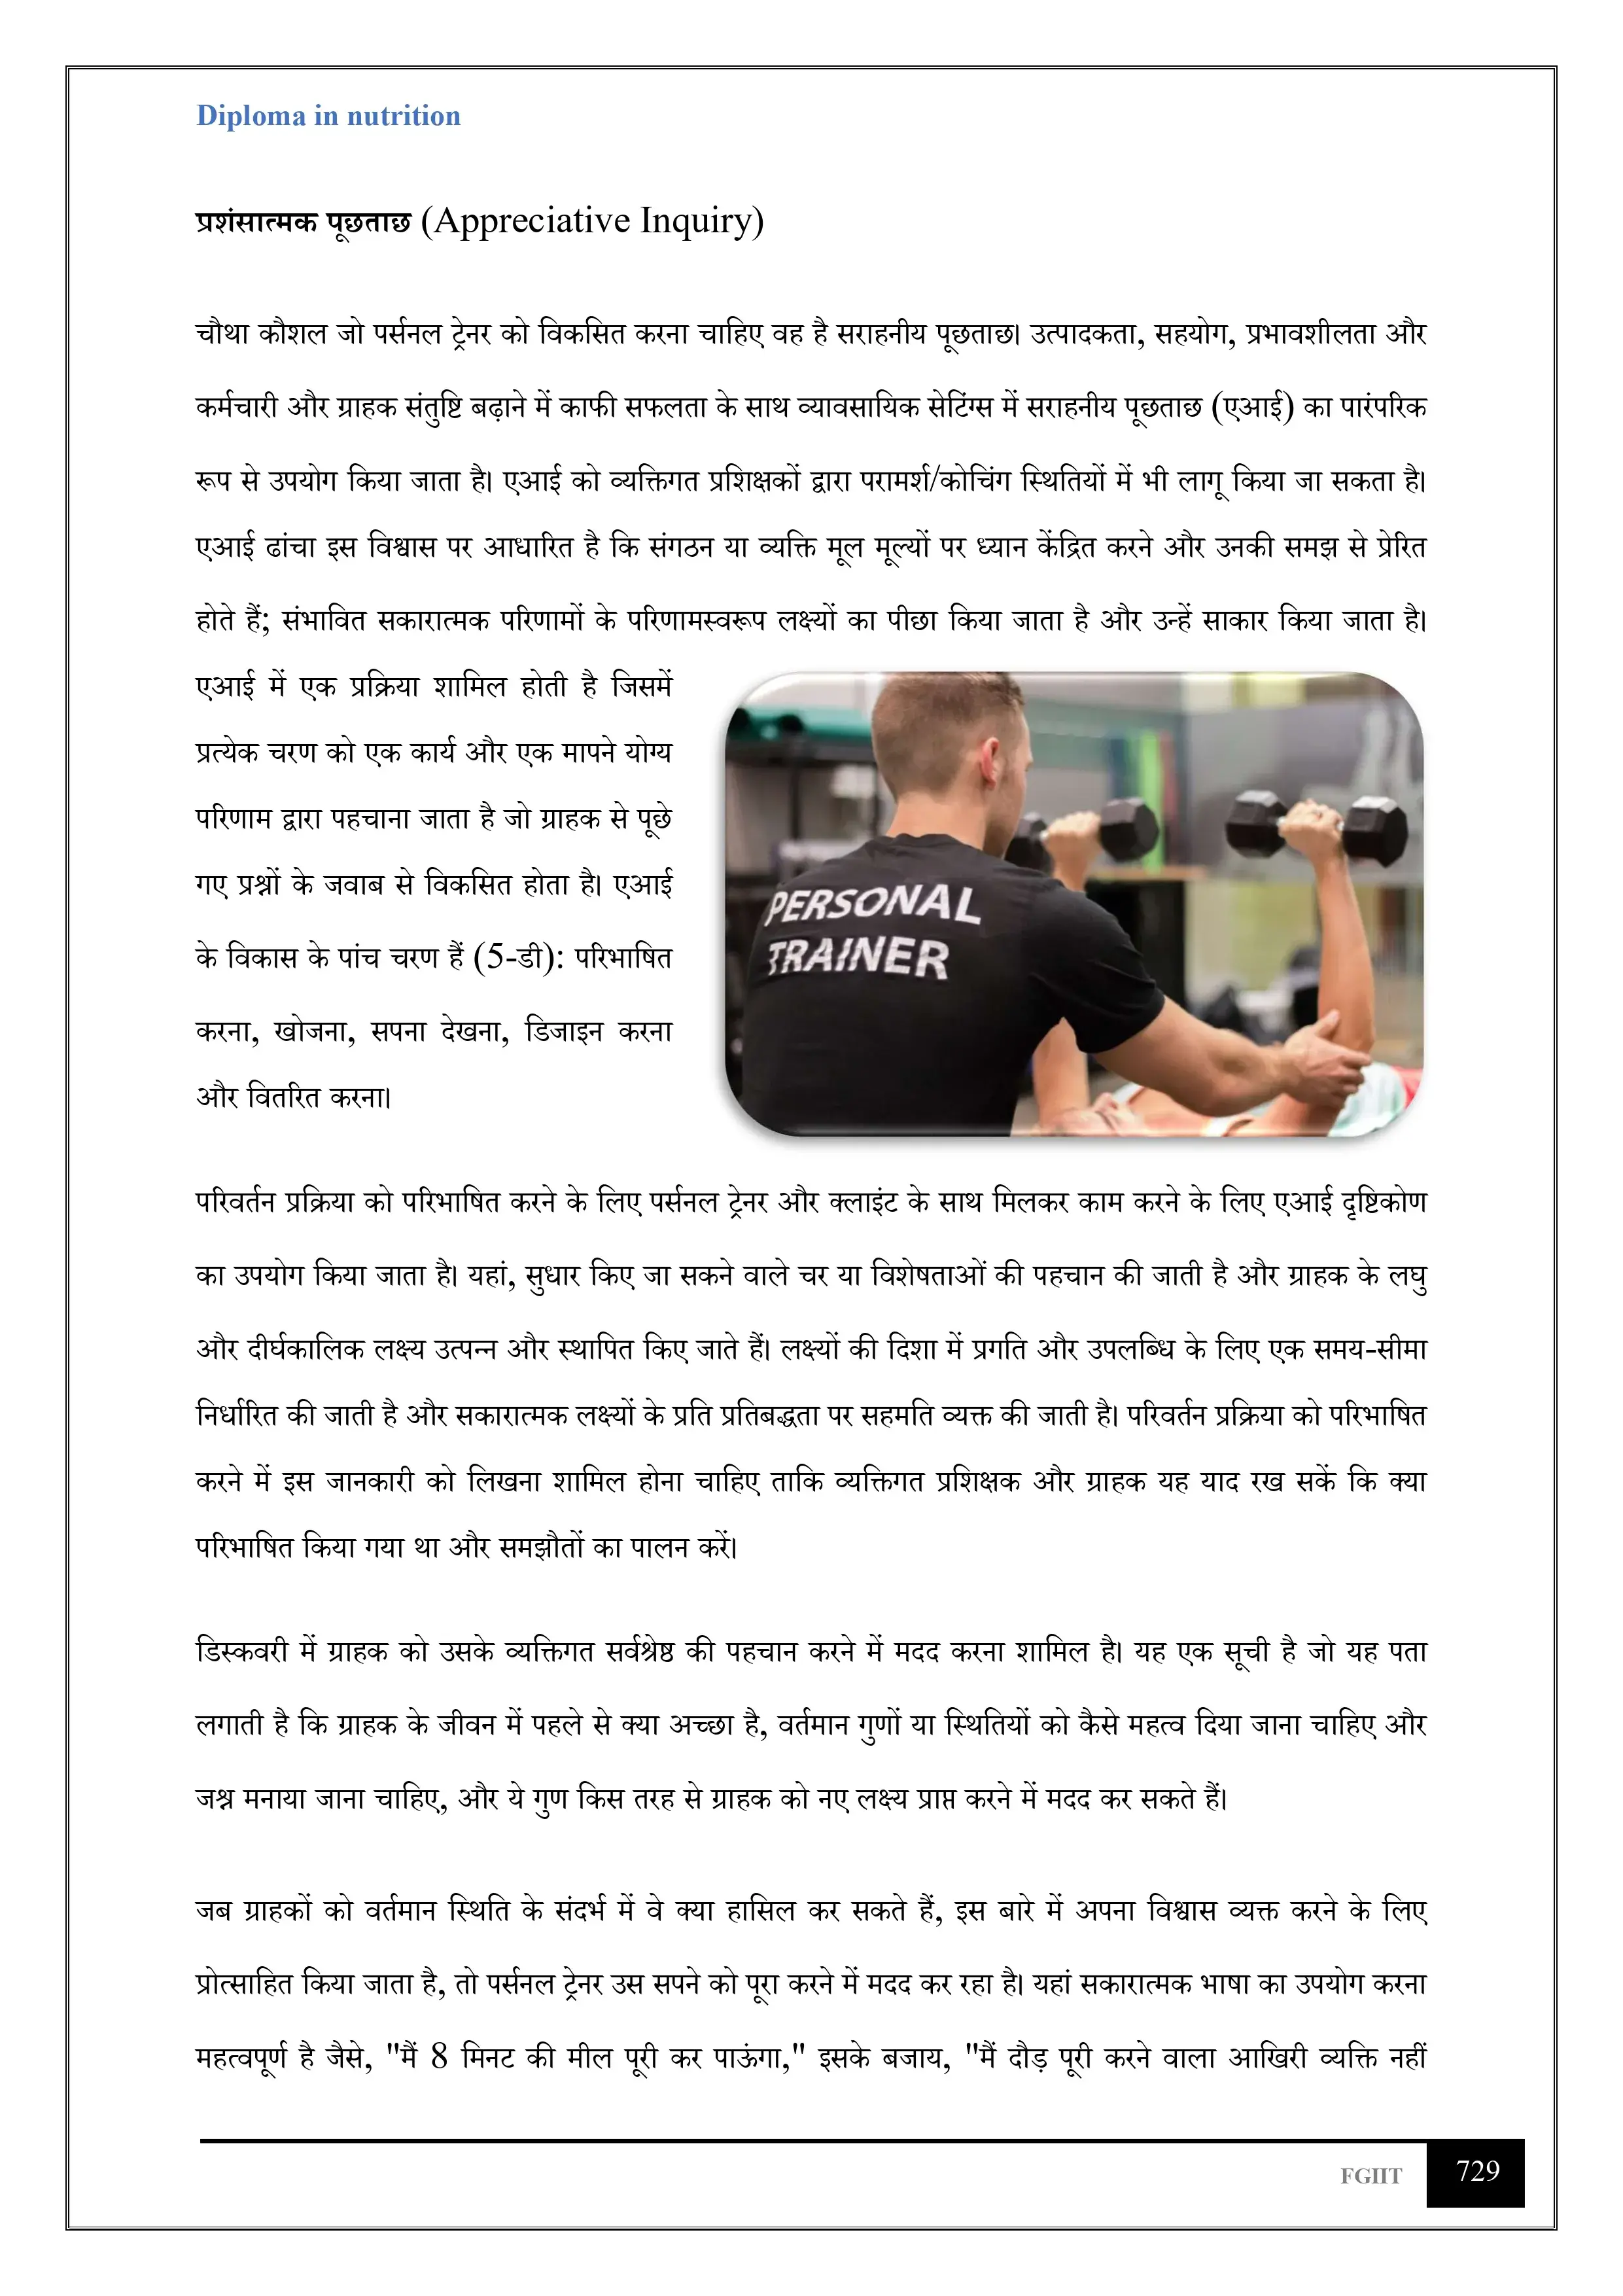 Diploma in nutrition
प्रशंसात्मक पूछताछ (Appreciative Inquiry)
चौथा कौशल जो पर्सनल ट्रेनर को विकसित करना चाहिए वह है सराहनीय पूछताछ। उत्पादकता, सहयोग, प्रभावशीलता और
कर्मचारी और ग्राहक संतुष्टि बढ़ाने में काफी सफलता के साथ व्यावसायिक सेटिंग्स में सराहनीय पूछताछ (एआई) का पारंपरिक
रूप से उपयोग किया जाता है। एआई को व्यक्तिगत प्रशिक्षकों द्वारा परामर्श/कोचिंग स्थितियों में भी लागू किया जा सकता है।
एआई ढांचा इस विश्वास पर आधारित है कि संगठन या व्यक्ति मूल मूल्यों पर ध्यान केंद्रित करने और उनकी समझ से प्रेरित
होते हैं; संभावित सकारात्मक परिणामों के परिणामस्वरूप लक्ष्यों का पीछा किया जाता है और उन्हें साकार किया जाता है।
एआई में एक प्रक्रिया शामिल होती है जिसमें
प्रत्येक चरण को एक कार्य और एक मापने योग्य
परिणाम द्वारा पहचाना जाता है जो ग्राहक से पूछे
गए प्रश्नों के जवाब से विकसित होता है। एआई
के विकास के पांच चरण हैं (5-डी): परिभाषित
करना, खोजना, सपना देखना, डिजाइन करना
और वितरित करना।
PERSONAL
TRAINER
परिवर्तन प्रक्रिया को परिभाषित करने के लिए पर्सनल ट्रेनर और क्लाइंट के साथ मिलकर काम करने के लिए एआई दृष्टिकोण
का उपयोग किया जाता है। यहां, सुधार किए जा सकने वाले चर या विशेषताओं की पहचान की जाती है और ग्राहक के लघु
और दीर्घकालिक लक्ष्य उत्पन्न और स्थापित किए जाते हैं। लक्ष्यों की दिशा में प्रगति और उपलब्धि के लिए एक समय-सीमा
निर्धारित की जाती है और सकारात्मक लक्ष्यों के प्रति प्रतिबद्धता पर सहमति व्यक्त की जाती है। परिवर्तन प्रक्रिया को परिभाषित
करने में इस जानकारी को लिखना शामिल होना चाहिए ताकि व्यक्तिगत प्रशिक्षक और ग्राहक यह याद रख सकें कि क्या
परिभाषित किया गया था और समझौतों का पालन करें।
डिस्कवरी में ग्राहक को उसके व्यक्तिगत सर्वश्रेष्ठ की पहचान करने में मदद करना शामिल है। यह एक सूची है जो यह पता
लगाती है कि ग्राहक के जीवन में पहले से क्या अच्छा है, वर्तमान गुणों या स्थितियों को कैसे महत्व दिया जाना चाहिए और
जश्न मनाया जाना चाहिए, और ये गुण किस तरह से ग्राहक को नए लक्ष्य प्राप्त करने में मदद कर सकते हैं।
जब ग्राहकों को वर्तमान स्थिति के संदर्भ में वे क्या हासिल कर सकते हैं, इस बारे में अपना विश्वास व्यक्त करने के लिए
प्रोत्साहित किया जाता है, तो पर्सनल ट्रेनर उस सपने को पूरा करने में मदद कर रहा है। यहां सकारात्मक भाषा का उपयोग करना
महत्वपूर्ण है जैसे, "मैं 8 मिनट की मील पूरी कर पाऊंगा," इसके बजाय, "मैं दौड़ पूरी करने वाला आखिरी व्यक्ति नहीं
FGIIT 729